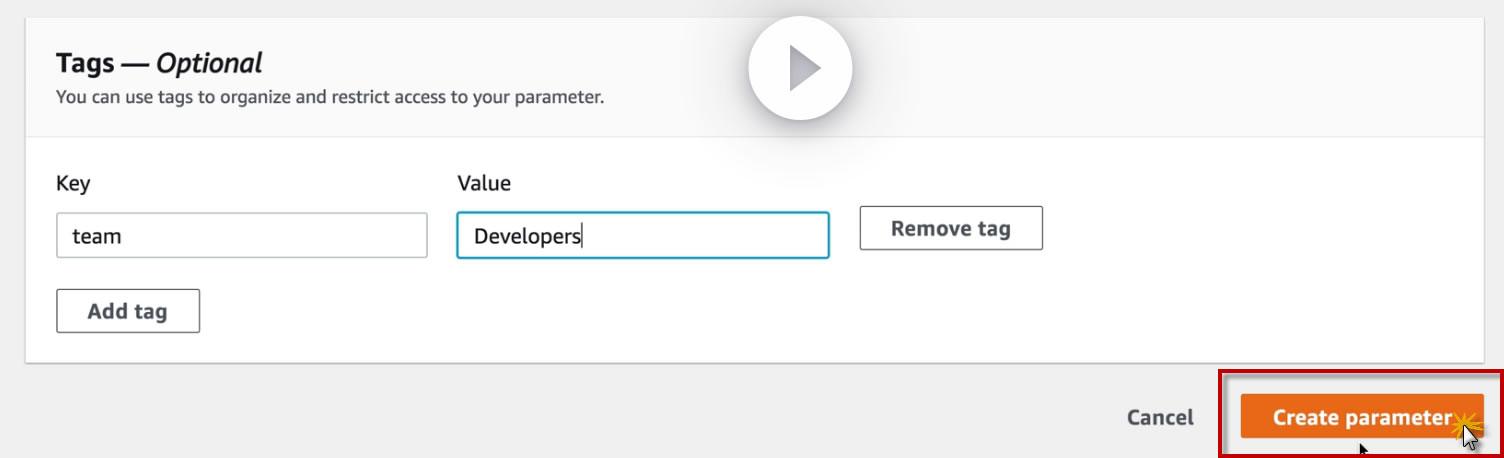 Tags — Optional
You can use tags to organize and restrict access to your parameter.
Key Value
team Developers Remove tag
Add tag
Cancel Create parameter